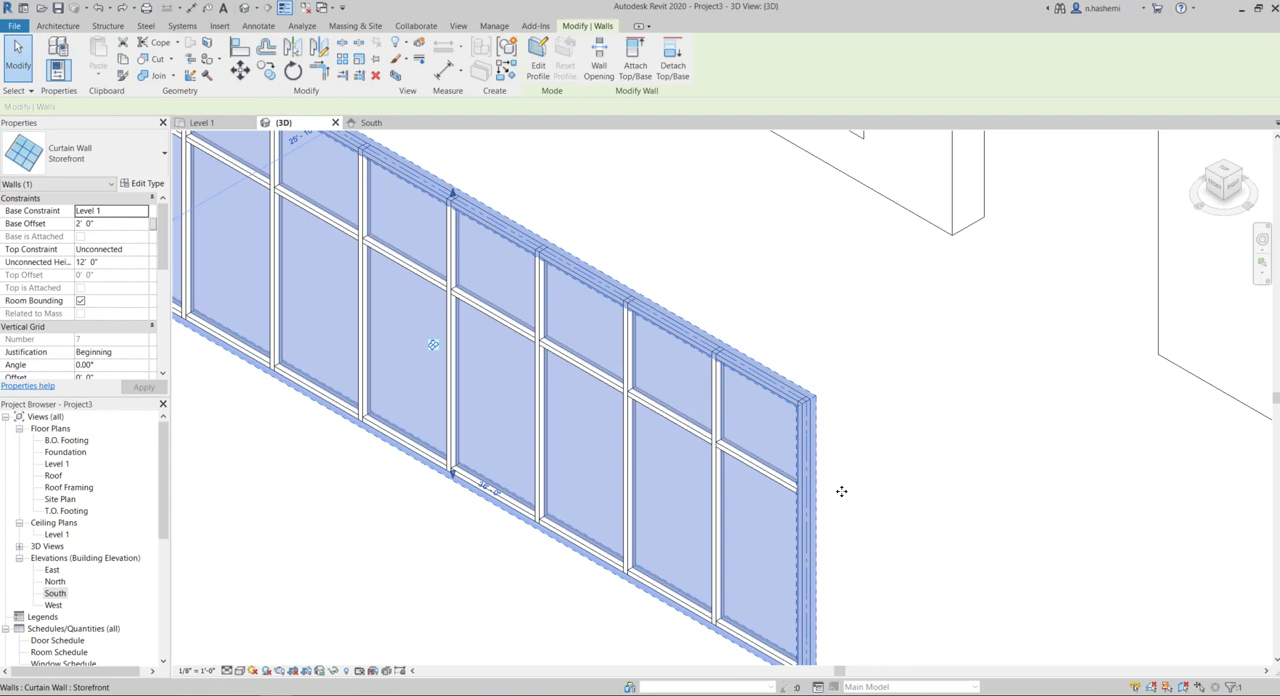 Autodesk Revit 2020 - Project3 - 3D View: {3D}
n.hashemi
File Architecture Structure Steel Systems Insert Annotate Analyze Massing & Site Collaborate View Manage Add-Ins Modify | Walls
Modify
Paste
Cope
Cut
Join
Edit Profile
Reset Profile
Wall Opening
Attach Top/Base
Detach Top/Base
Select Properties Clipboard Geometry Modify View Measure Create Mode Modify Wall
Modify | Walls
Properties
Level 1 {3D} South
Curtain Wall
Storefront
Walls (1) Edit Type
Constraints
Base Constraint Level 1
Base Offset 2' 0"
Base is Attached
Top Constraint Unconnected
Unconnected Hei... 12' 0"
Top Offset 0' 0"
Top is Attached
Room Bounding
Related to Mass
Vertical Grid
Number 7
Justification Beginning
Angle 0.00°
Offset 0' 0"
Properties help Apply
Project Browser - Project3
Views (all)
Floor Plans
B.O. Footing
Foundation
Level 1
Roof
Roof Framing
Site Plan
T.O. Footing
Ceiling Plans
Level 1
3D Views
Elevations (Building Elevation)
East
North
South
West
Legends
Schedules/Quantities (all)
Door Schedule
Room Schedule
Window Schedule
1/8" = 1'-0"
Walls : Curtain Wall : Storefront
:0
Main Model
:1